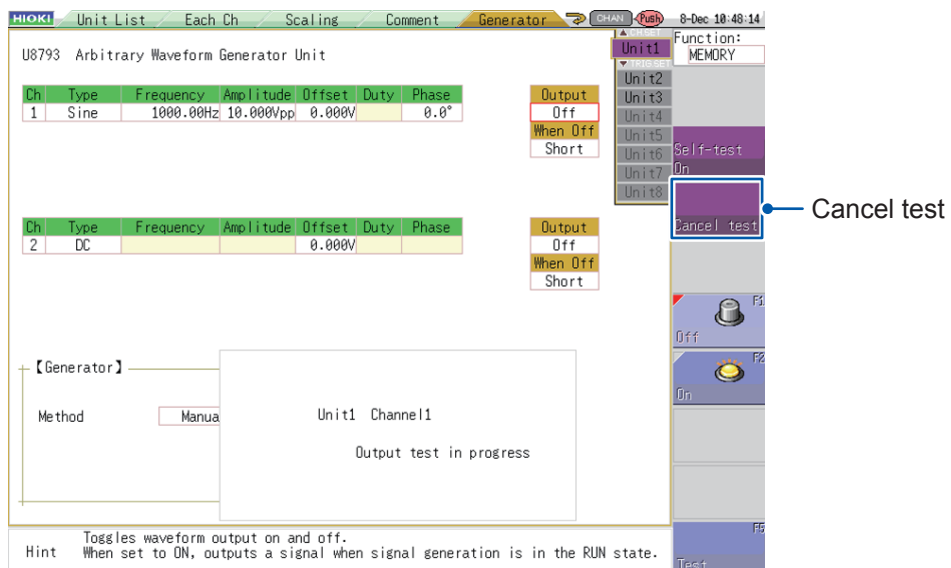 HIOKI Unit List Each Ch Scaling Comment Generator CHAN Push 8-Dec 10:48:14
Function:
MEMORY
U8793 Arbitrary Waveform Generator Unit
▲ CH.SET
Unit1
▼ TRIG.SET
Unit2
Unit3
Unit4
Unit5
Unit6
Unit7
Unit8
Ch Type Frequency Amplitude Offset Duty Phase
1 Sine 1000.00Hz 10.000Vpp 0.000V 0.0°
Output
Off
When Off
Short
Self-test
On
Cancel test
Cancel test
Ch Type Frequency Amplitude Offset Duty Phase
2 DC 0.000V
Output
Off
When Off
Short
F1
Off
F2
On
【Generator】
Method Manua
Unit1 Channel1
Output test in progress
F5
Test
Hint Toggles waveform output on and off.
When set to ON, outputs a signal when signal generation is in the RUN state.